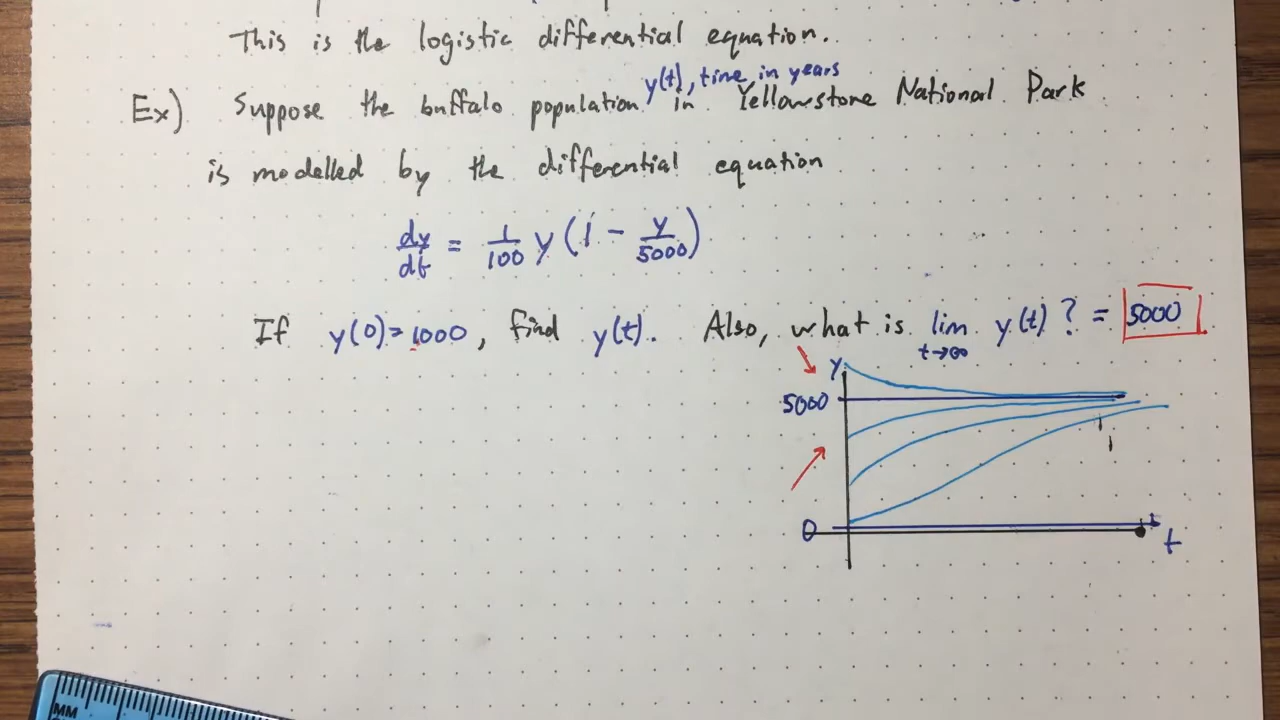 This is the logistic differential equation.
y(t), time in years
Ex) Suppose the buffalo population in Yellowstone National Park
is modelled by the differential equation
dy/dt = 1/100 y (1 - y/5000)
If y(0)=1000, find y(t). Also, what is lim t→∞ y(t)? = 5000
y
5000
0
t
MM